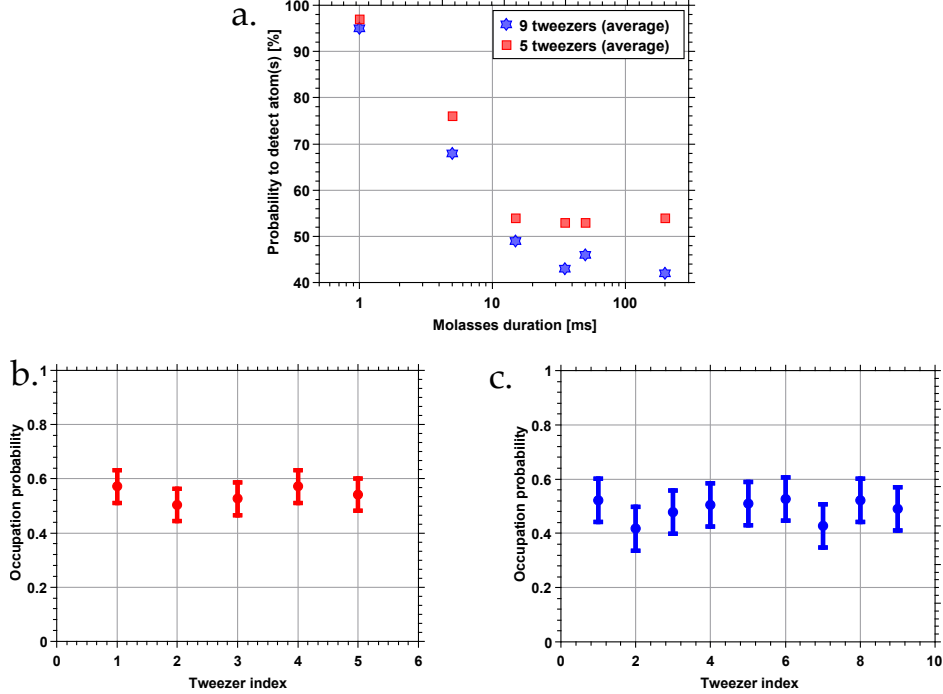 a.
100
90
80
70
60
50
40
Probability to detect atom(s) [%]
9 tweezers (average)
5 tweezers (average)
1
10
100
Molasses duration [ms]
b.
1
0.8
0.6
0.4
0.2
0
Occupation probability
0 1 2 3 4 5 6
Tweezer index
c.
1
0.8
0.6
0.4
0.2
0
Occupation probability
0 2 4 6 8 10
Tweezer index